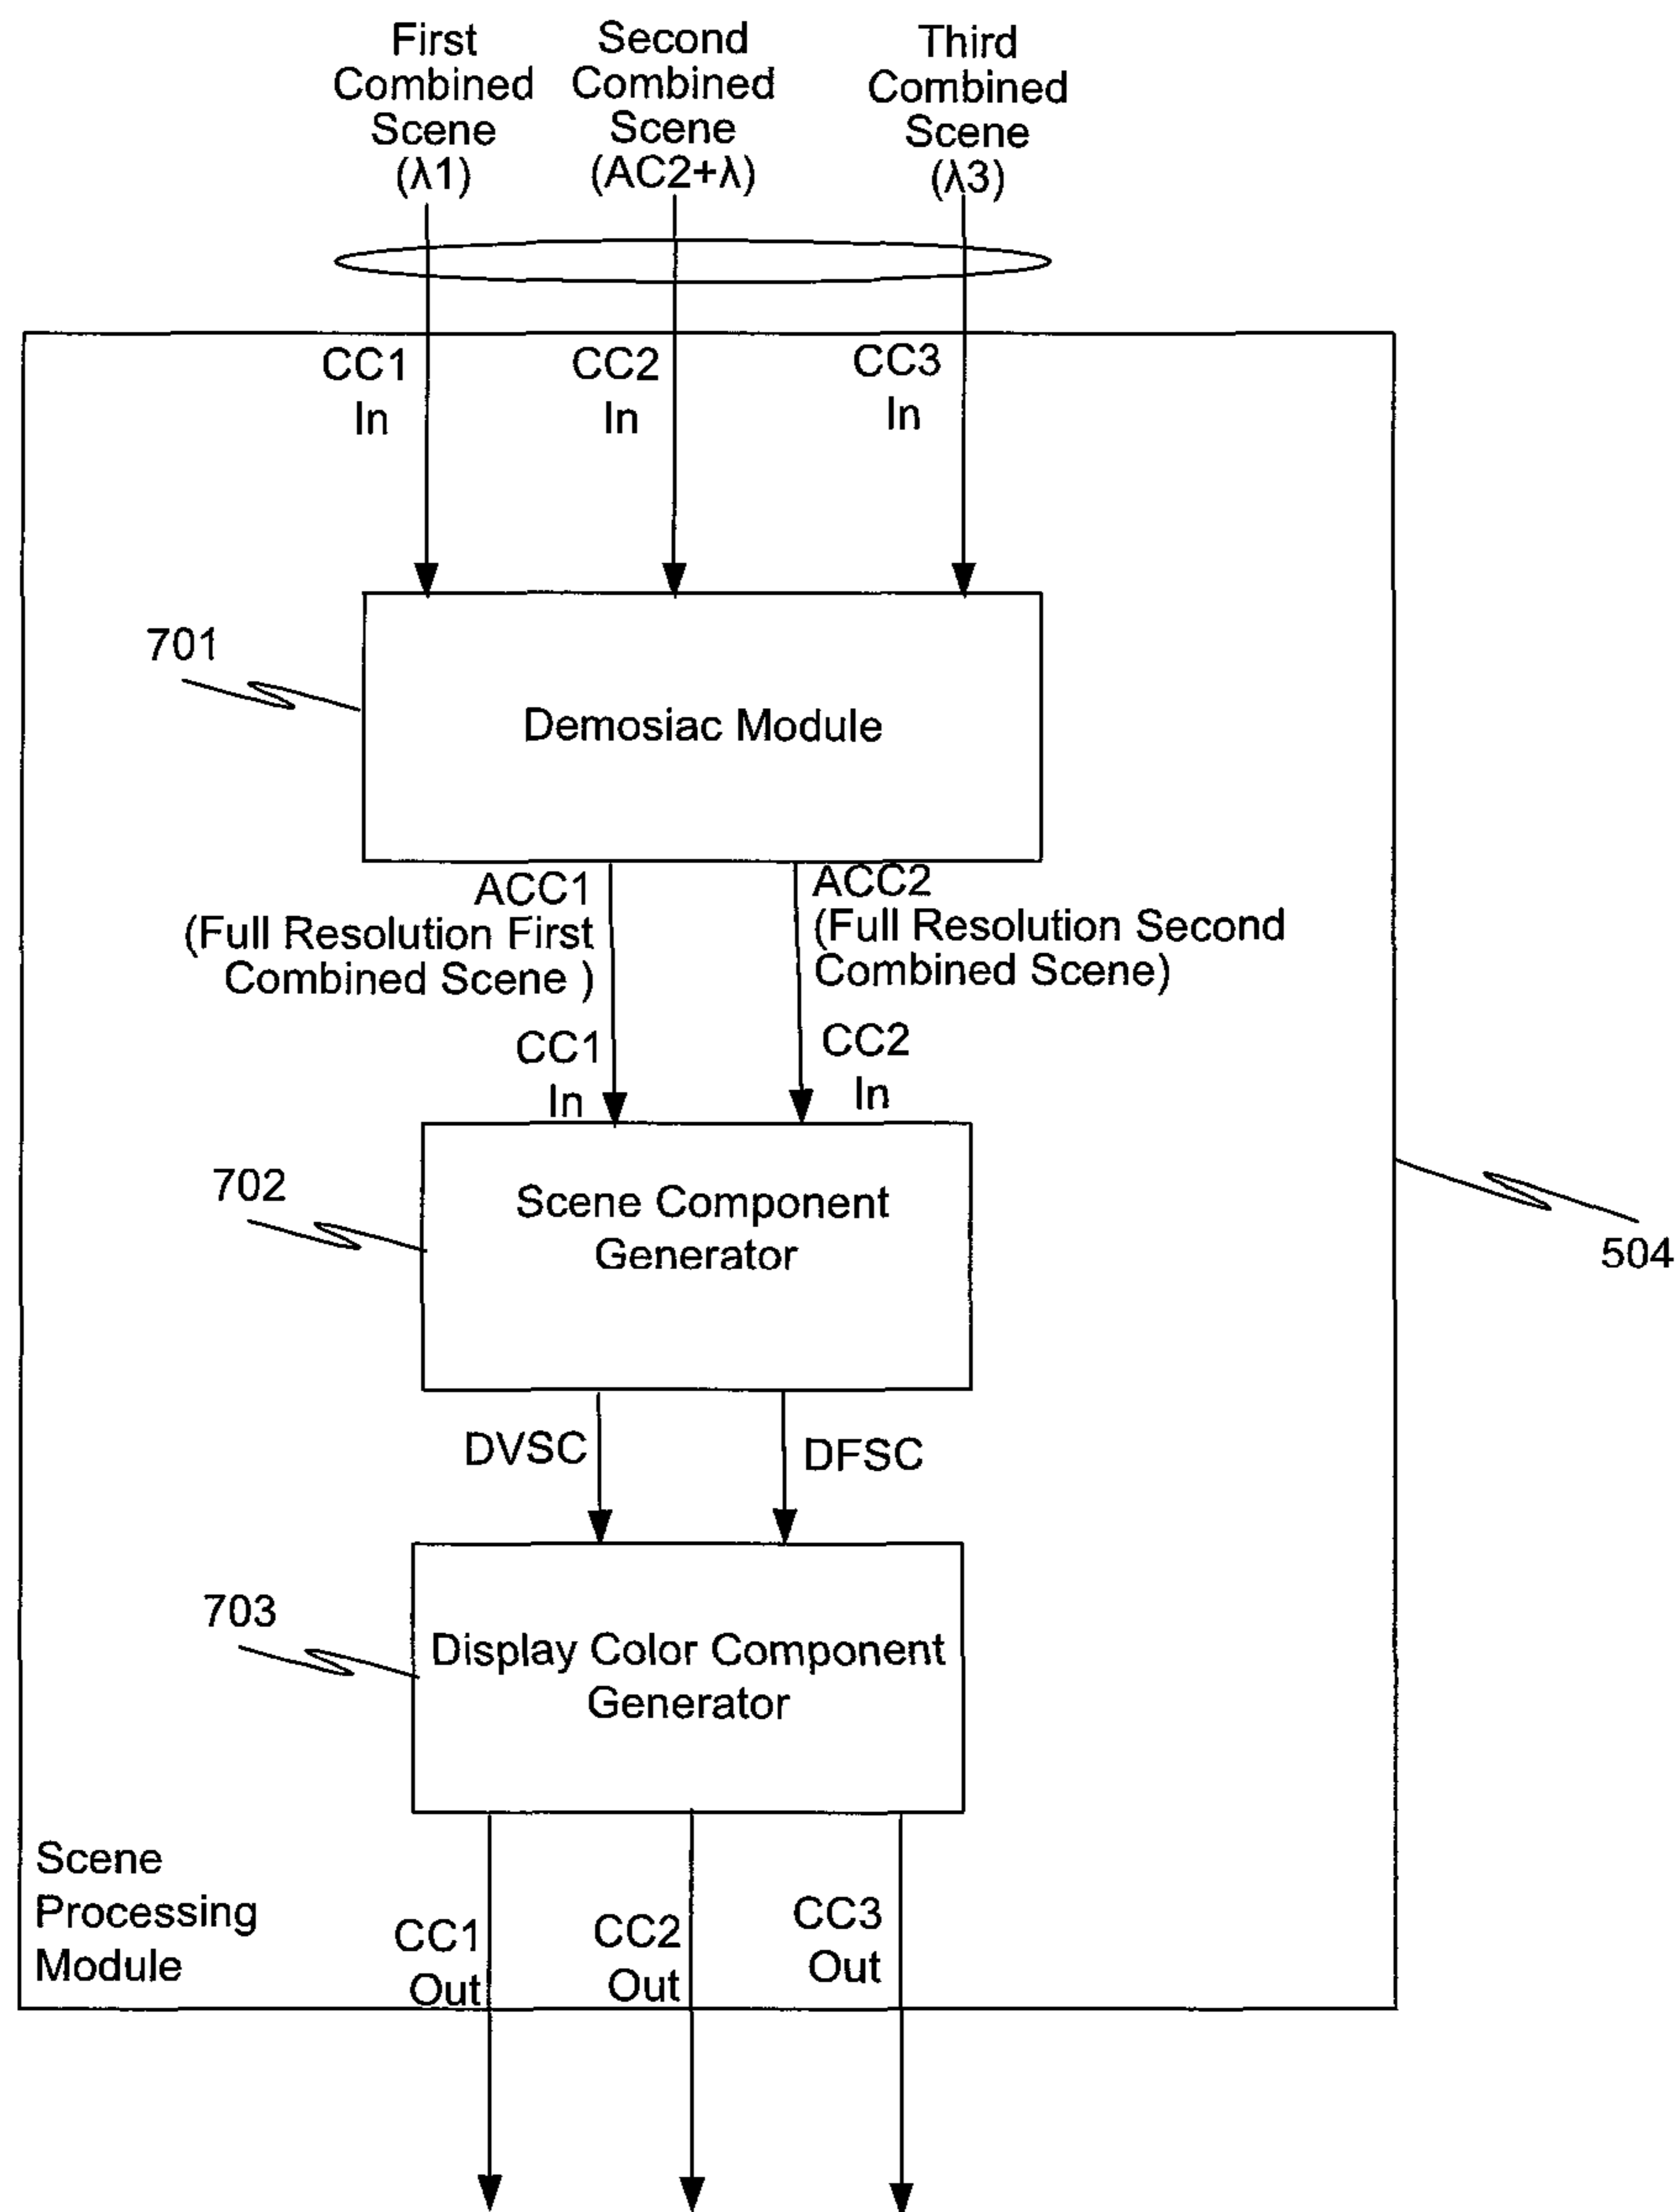 First
Combined
Scene
(λ1)
Second
Combined
Scene
(AC2+λ)
Third
Combined
Scene
(λ3)
CC1
In
CC2
In
CC3
In
701
Demosiac Module
ACC1
(Full Resolution First
Combined Scene )
ACC2
(Full Resolution Second
Combined Scene)
CC1
In
CC2
In
702
Scene Component
Generator
504
DVSC
DFSC
703
Display Color Component
Generator
Scene
Processing
Module
CC1
Out
CC2
Out
CC3
Out